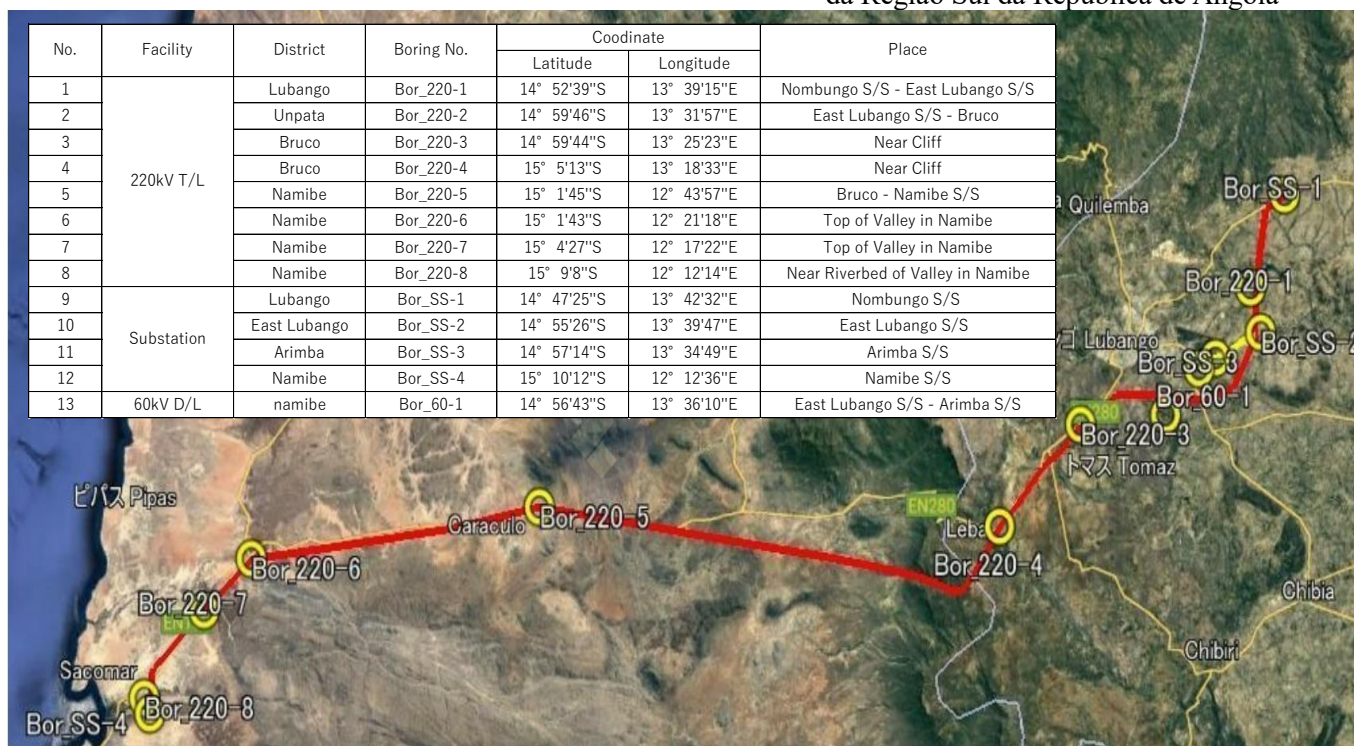 da Região Sul da República de Angola
No. Facility District Boring No. Coodinate Place
Latitude Longitude
1 220kV T/L Lubango Bor_220-1 14° 52'39"S 13° 39'15"E Nombungo S/S - East Lubango S/S
2 Unpata Bor_220-2 14° 59'46"S 13° 31'57"E East Lubango S/S - Bruco
3 Bruco Bor_220-3 14° 59'44"S 13° 25'23"E Near Cliff
4 Bruco Bor_220-4 15° 5'13"S 13° 18'33"E Near Cliff
5 Namibe Bor_220-5 15° 1'45"S 12° 43'57"E Bruco - Namibe S/S
6 Namibe Bor_220-6 15° 1'43"S 12° 21'18"E Top of Valley in Namibe
7 Namibe Bor_220-7 15° 4'27"S 12° 17'22"E Top of Valley in Namibe
8 Namibe Bor_220-8 15° 9'8"S 12° 12'14"E Near Riverbed of Valley in Namibe
9 Substation Lubango Bor_SS-1 14° 47'25"S 13° 42'32"E Nombungo S/S
10 East Lubango Bor_SS-2 14° 55'26"S 13° 39'47"E East Lubango S/S
11 Arimba Bor_SS-3 14° 57'14"S 13° 34'49"E Arimba S/S
12 Namibe Bor_SS-4 15° 10'12"S 12° 12'36"E Namibe S/S
13 60kV D/L namibe Bor_60-1 14° 56'43"S 13° 36'10"E East Lubango S/S - Arimba S/S
Bor_SS-1
Quilemba
Bor_220-1
Lubango
Bor_SS-2
Bor_SS-3
Bor_60-1
280
Bor_220-3
トマス Tomaz
ピパス Pipas
EN280
Caraculo
Bor_220-5
Leba
Bor_220-4
Bor_220-6
Chibia
Bor_220-7
Chibiri
Sacomar
Bor_SS-4
Bor_220-8